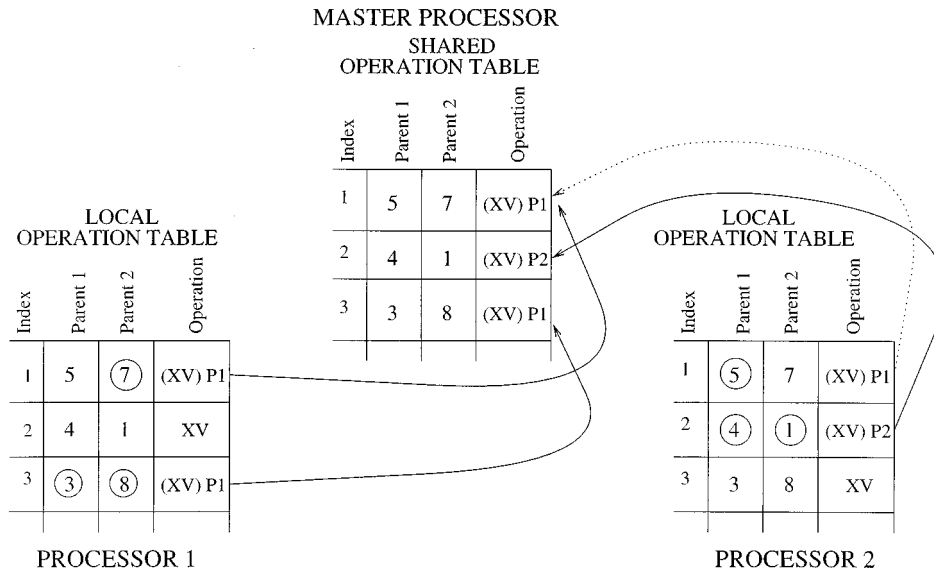 MASTER PROCESSOR
SHARED
OPERATION TABLE
Index Parent 1 Parent 2 Operation
1 5 7 (XV) P1
2 4 1 (XV) P2
3 3 8 (XV) P1
LOCAL
OPERATION TABLE
Index Parent 1 Parent 2 Operation
1 5 7 (XV) P1
2 4 1 XV
3 3 8 (XV) P1
PROCESSOR 1
LOCAL
OPERATION TABLE
Index Parent 1 Parent 2 Operation
1 5 7 (XV) P1
2 4 1 (XV) P2
3 3 8 XV
PROCESSOR 2